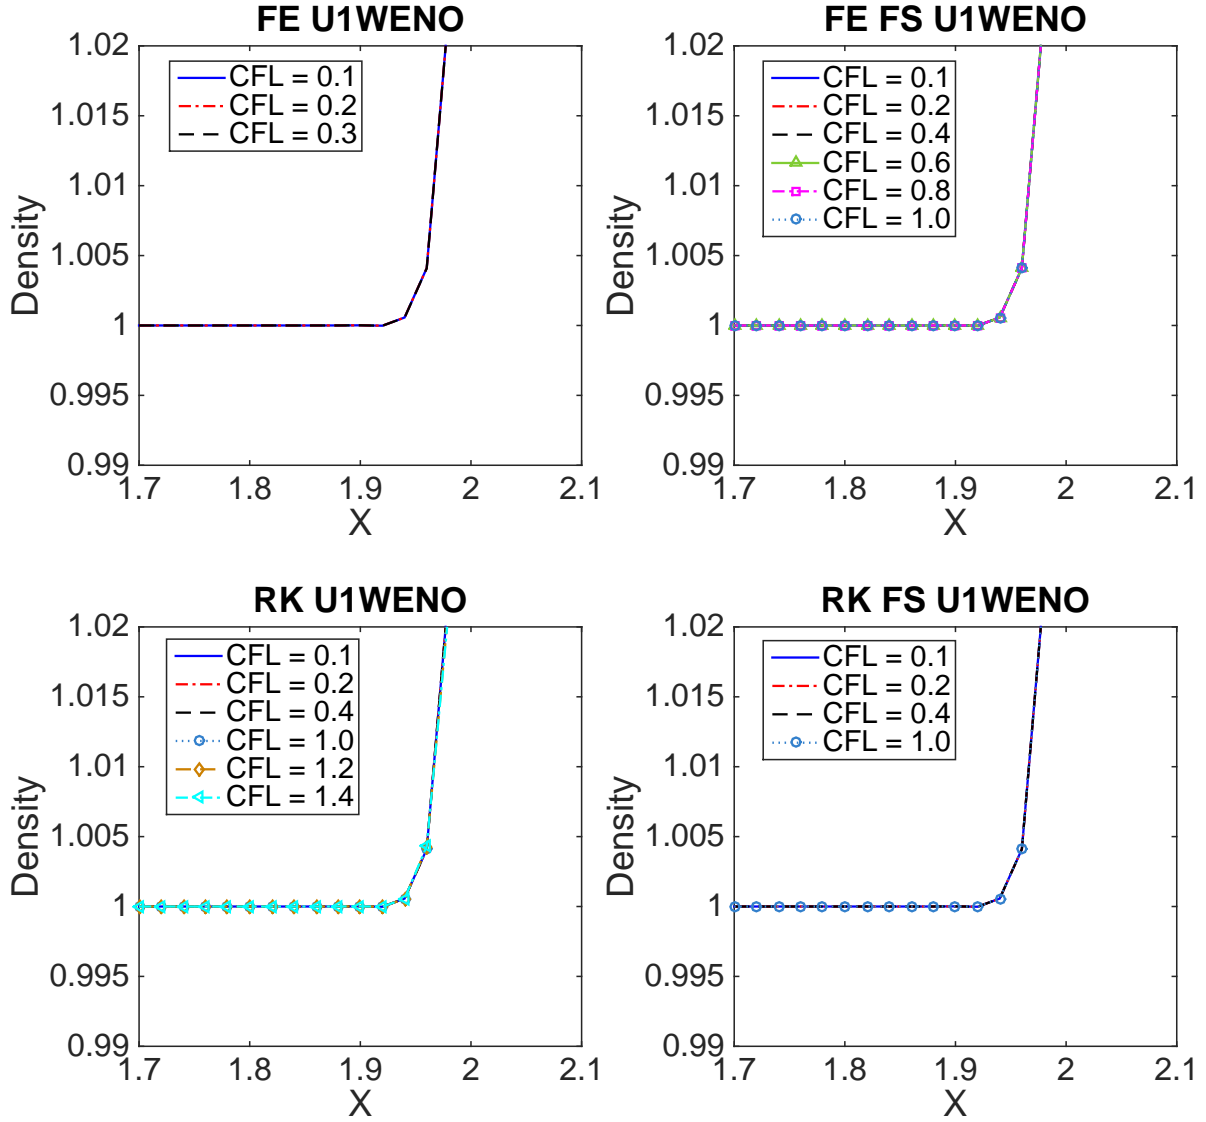 FE U1WENO
1.02
1.015
1.01
1.005
1
0.995
0.99
Density
CFL = 0.1
CFL = 0.2
CFL = 0.3
1.7
1.8
1.9
2
2.1
X
FE FS U1WENO
1.02
1.015
1.01
1.005
1
0.995
0.99
Density
CFL = 0.1
CFL = 0.2
CFL = 0.4
CFL = 0.6
CFL = 0.8
CFL = 1.0
1.7
1.8
1.9
2
2.1
X
RK U1WENO
1.02
1.015
1.01
1.005
1
0.995
0.99
Density
CFL = 0.1
CFL = 0.2
CFL = 0.4
CFL = 1.0
CFL = 1.2
CFL = 1.4
1.7
1.8
1.9
2
2.1
X
RK FS U1WENO
1.02
1.015
1.01
1.005
1
0.995
0.99
Density
CFL = 0.1
CFL = 0.2
CFL = 0.4
CFL = 1.0
1.7
1.8
1.9
2
2.1
X